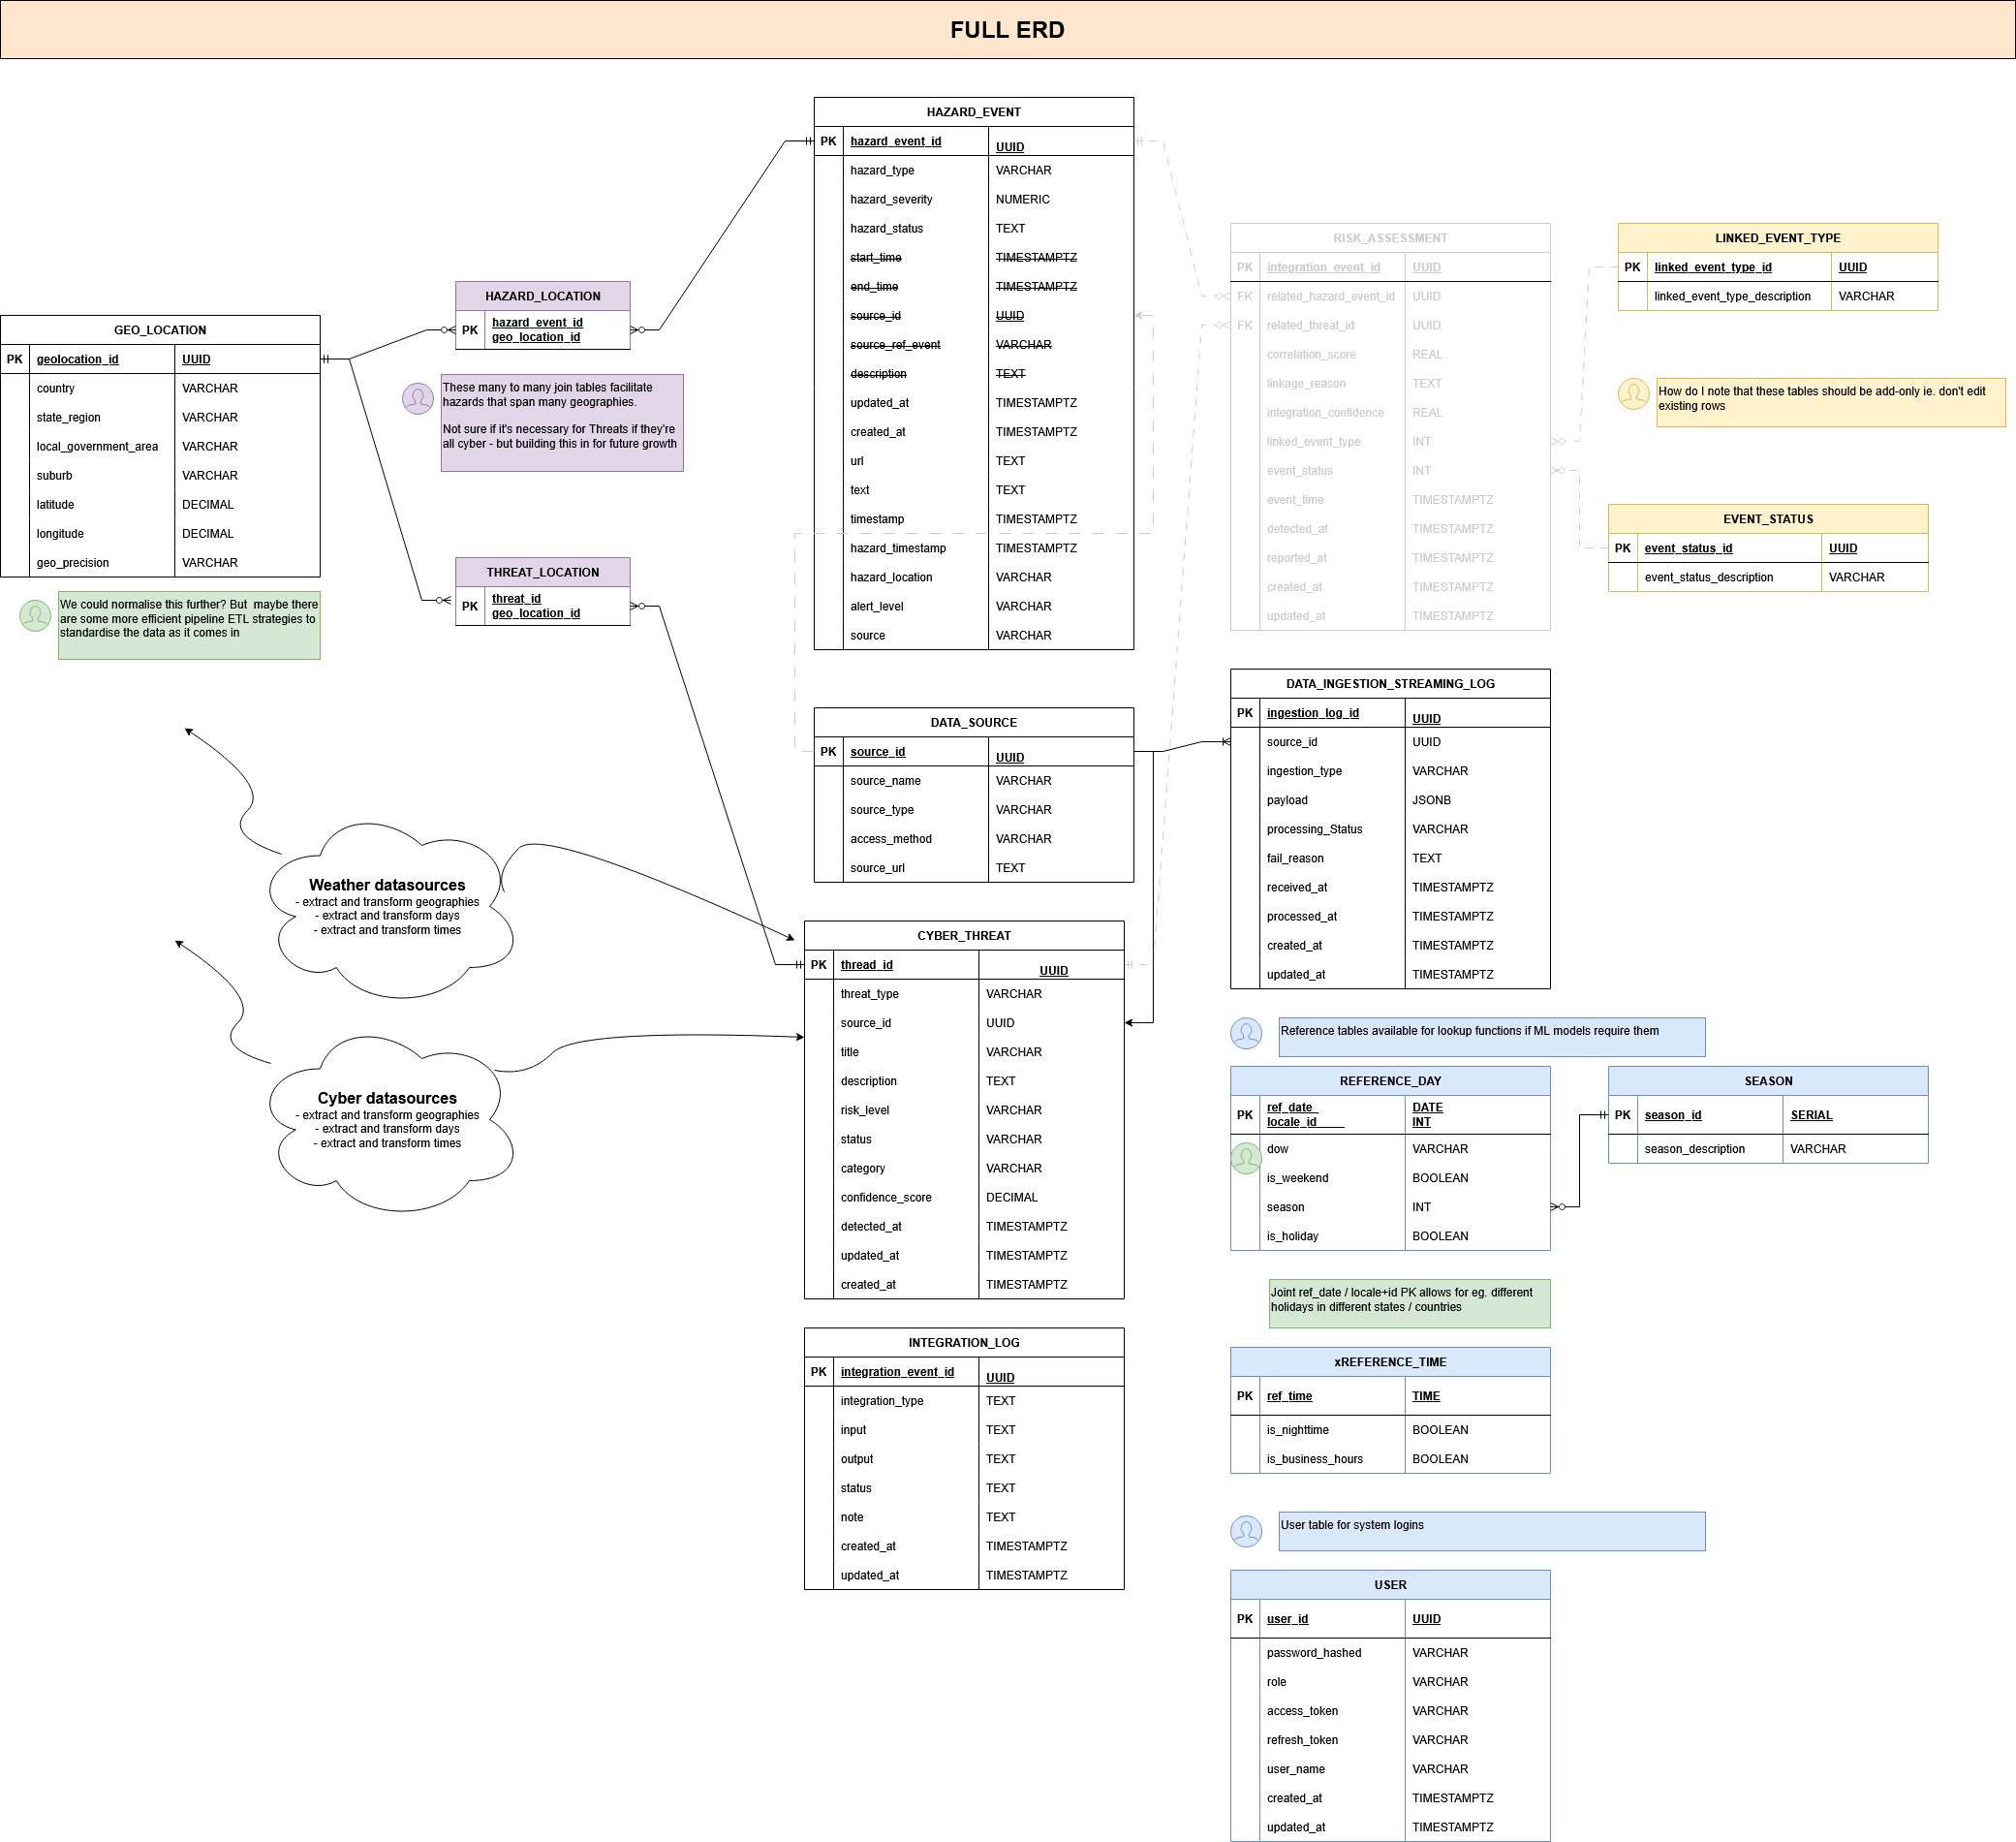 FULL ERD
HAZARD_EVENT
PK hazard_event_id UUID
hazard_type VARCHAR
hazard_severity NUMERIC
hazard_status TEXT
start_time TIMESTAMPTZ
end_time TIMESTAMPTZ
source_id UUID
source_ref_event VARCHAR
description TEXT
updated_at TIMESTAMPTZ
created_at TIMESTAMPTZ
url TEXT
text TEXT
timestamp TIMESTAMPTZ
hazard_timestamp TIMESTAMPTZ
hazard_location VARCHAR
alert_level VARCHAR
source VARCHAR
RISK_ASSESSMENT
PK integration_event_id UUID
FK related_hazard_event_id UUID
FK related_threat_id UUID
correlation_score REAL
linkage_reason TEXT
integration_confidence REAL
linked_event_type INT
event_status INT
event_time TIMESTAMPTZ
detected_at TIMESTAMPTZ
reported_at TIMESTAMPTZ
created_at TIMESTAMPTZ
updated_at TIMESTAMPTZ
LINKED_EVENT_TYPE
PK linked_event_type_id UUID
linked_event_type_description VARCHAR
How do I note that these tables should be add-only ie. don't edit
existing rows
EVENT_STATUS
PK event_status_id UUID
event_status_description VARCHAR
HAZARD_LOCATION
PK hazard_event_id
geo_location_id
These many to many join tables facilitate
hazards that span many geographies.
Not sure if it's necessary for Threats if they're
all cyber - but building this in for future growth
THREAT_LOCATION
PK threat_id
geo_location_id
GEO_LOCATION
PK geolocation_id UUID
country VARCHAR
state_region VARCHAR
local_government_area VARCHAR
suburb VARCHAR
latitude DECIMAL
longitude DECIMAL
geo_precision VARCHAR
We could normalise this further? But maybe there
are some more efficient pipeline ETL strategies to
standardise the data as it comes in
DATA_SOURCE
PK source_id UUID
source_name VARCHAR
source_type VARCHAR
access_method VARCHAR
source_url TEXT
DATA_INGESTION_STREAMING_LOG
PK ingestion_log_id UUID
source_id UUID
ingestion_type VARCHAR
payload JSONB
processing_Status VARCHAR
fail_reason TEXT
received_at TIMESTAMPTZ
processed_at TIMESTAMPTZ
created_at TIMESTAMPTZ
updated_at TIMESTAMPTZ
Weather datasources
- extract and transform geographies
- extract and transform days
- extract and transform times
Cyber datasources
- extract and transform geographies
- extract and transform days
- extract and transform times
CYBER_THREAT
PK thread_id UUID
threat_type VARCHAR
source_id UUID
title VARCHAR
description TEXT
risk_level VARCHAR
status VARCHAR
category VARCHAR
confidence_score DECIMAL
detected_at TIMESTAMPTZ
updated_at TIMESTAMPTZ
created_at TIMESTAMPTZ
INTEGRATION_LOG
PK integration_event_id UUID
integration_type TEXT
input TEXT
output TEXT
status TEXT
note TEXT
created_at TIMESTAMPTZ
updated_at TIMESTAMPTZ
Reference tables available for lookup functions if ML models require them
REFERENCE_DAY
PK ref_date DATE
locale_id INT
dow VARCHAR
is_weekend BOOLEAN
season INT
is_holiday BOOLEAN
SEASON
PK season_id SERIAL
season_description VARCHAR
Joint ref_date / locale+id PK allows for eg. different
holidays in different states / countries
xREFERENCE_TIME
PK ref_time TIME
is_nighttime BOOLEAN
is_business_hours BOOLEAN
User table for system logins
USER
PK user_id UUID
password_hashed VARCHAR
role VARCHAR
access_token VARCHAR
refresh_token VARCHAR
user_name VARCHAR
created_at TIMESTAMPTZ
updated_at TIMESTAMPTZ